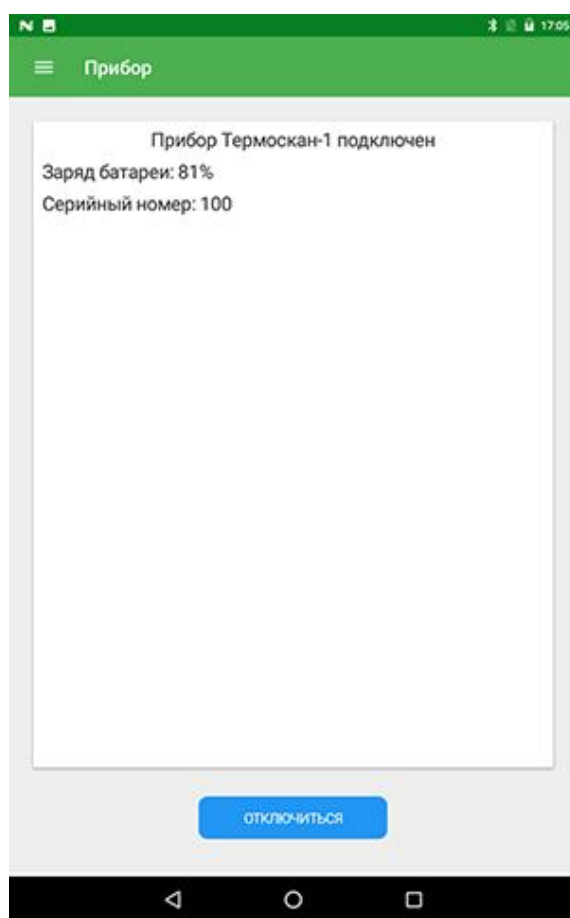 17:05
Прибор
Прибор Термоскан-1 подключен
Заряд батареи: 81%
Серийный номер: 100
ОТКЛЮЧИТЬСЯ